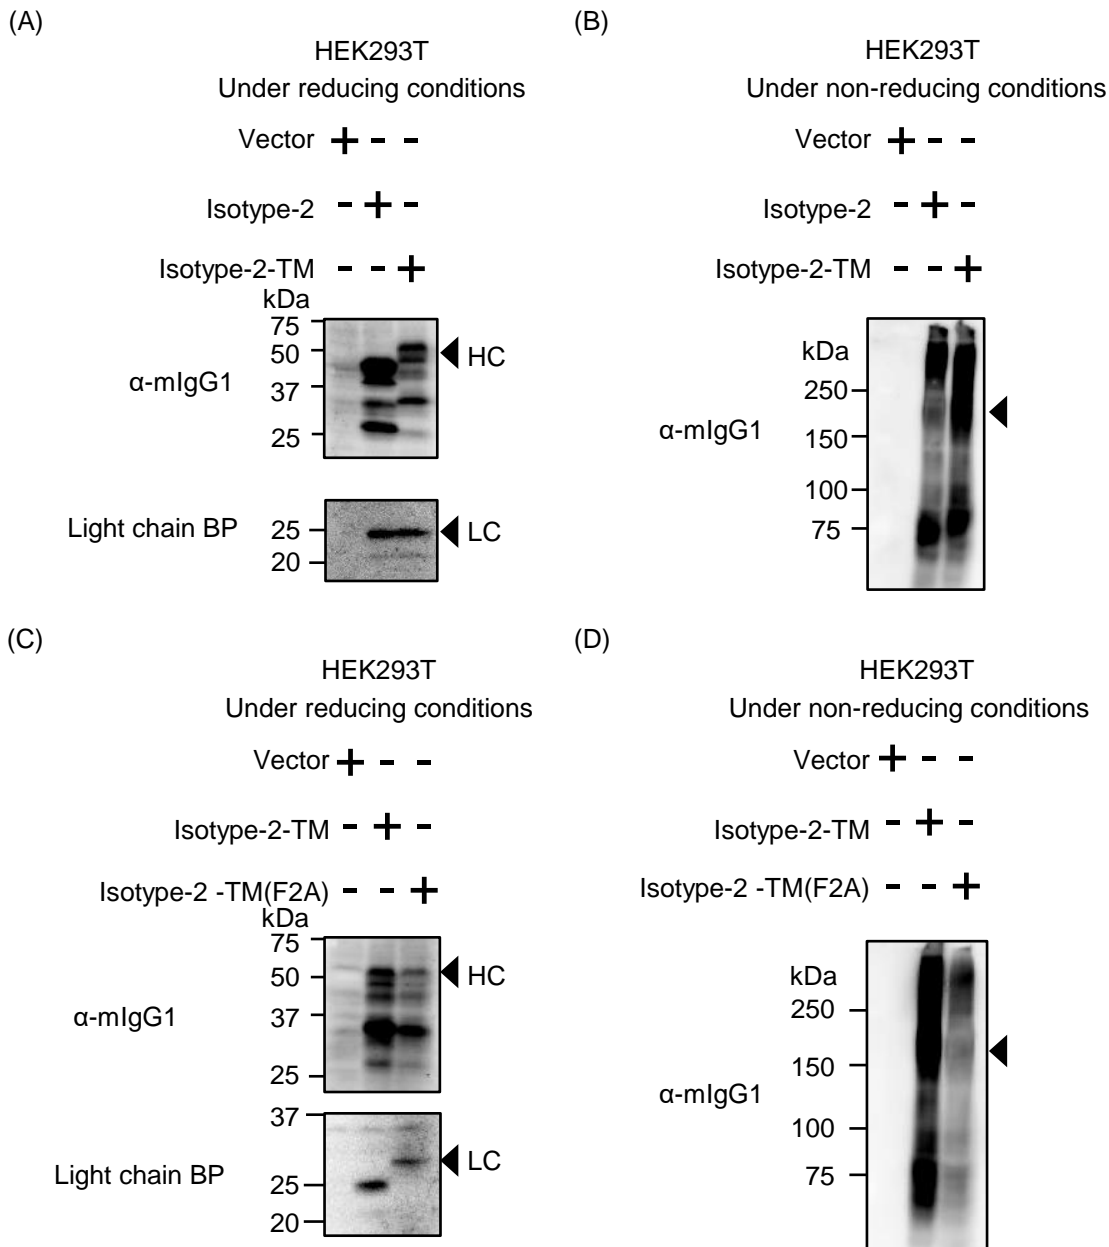 (A)
HEK293T
Under reducing conditions
Vector + - -
Isotype-2 - + -
Isotype-2-TM - - +
kDa
75
50
HC
α-mIgG1
37
25
Light chain BP
25
LC
20
(B)
HEK293T
Under non-reducing conditions
Vector + - -
Isotype-2 - + -
Isotype-2-TM - - +
kDa
250
α-mIgG1
150
100
75
(C)
HEK293T
Under reducing conditions
Vector + - -
Isotype-2-TM - + -
Isotype-2 -TM(F2A) - - +
kDa
75
50
HC
α-mIgG1
37
25
37
Light chain BP
LC
25
20
(D)
HEK293T
Under non-reducing conditions
Vector + - -
Isotype-2-TM - + -
Isotype-2 -TM(F2A) - - +
kDa
250
150
α-mIgG1
100
75